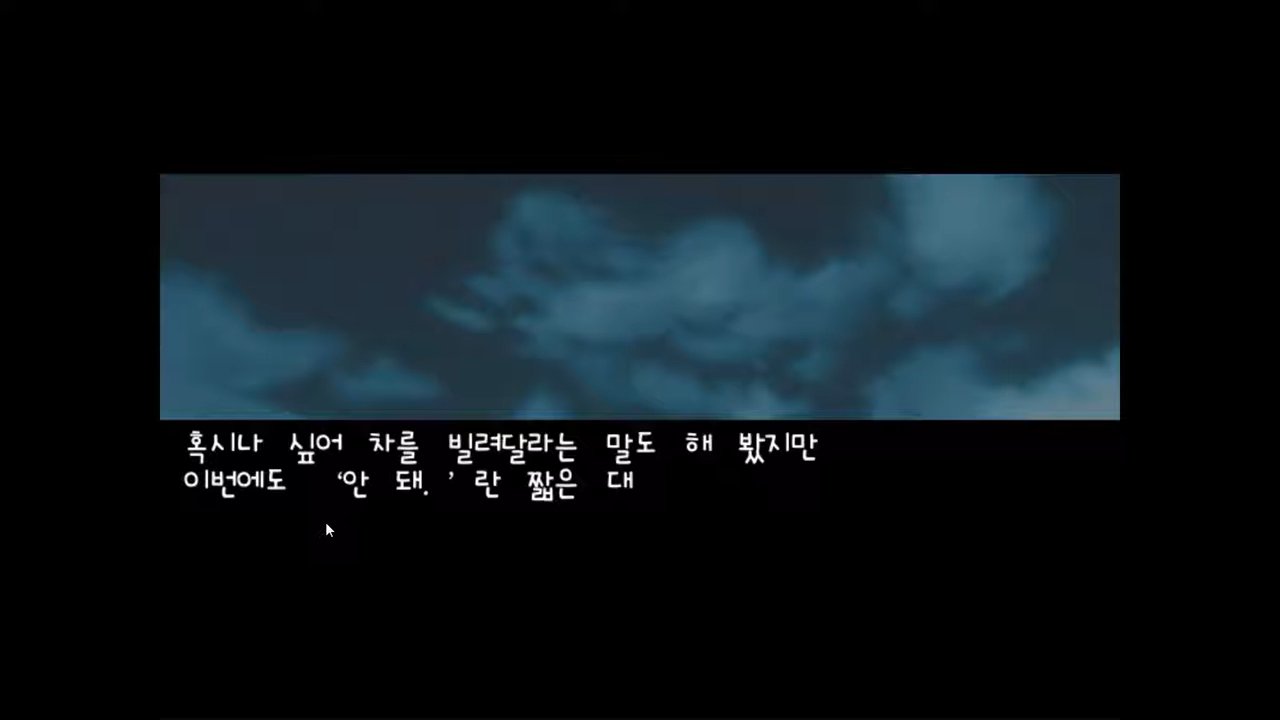 혹시나 싶어 차를 빌려달라는 말도 해 봤지만
이번에도 ‘안 돼.’ 란 짧은 대